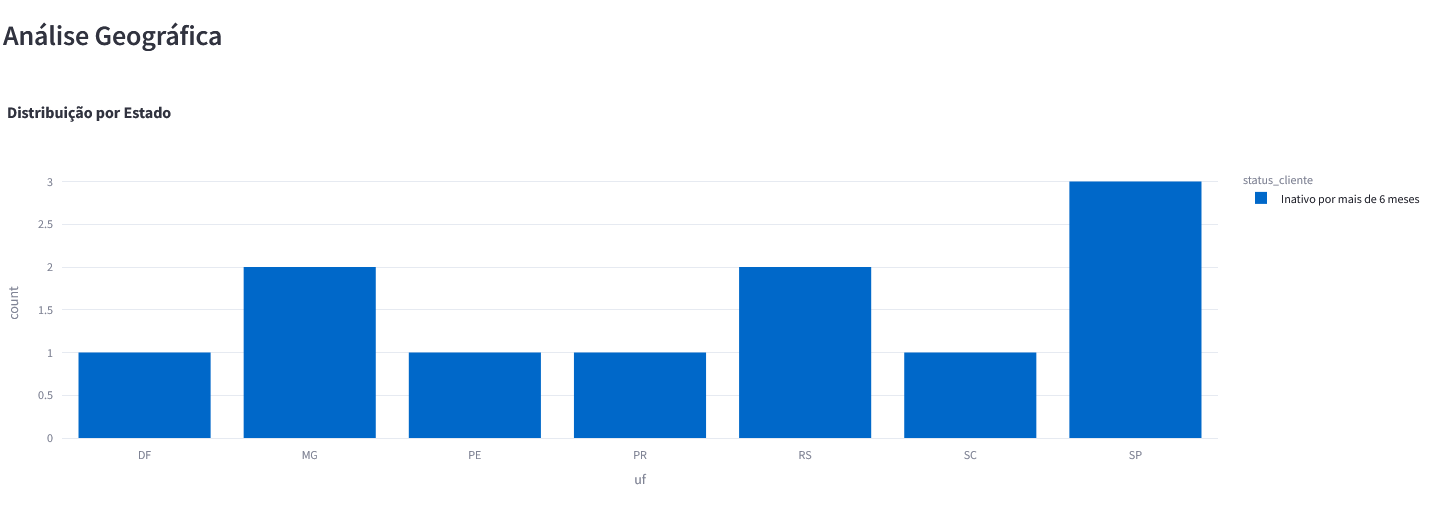 Análise Geográfica
Distribuição por Estado
status_cliente
Inativo por mais de 6 meses
3
2.5
2
1.5
1
0.5
0
count
DF MG PE PR RS SC SP
uf